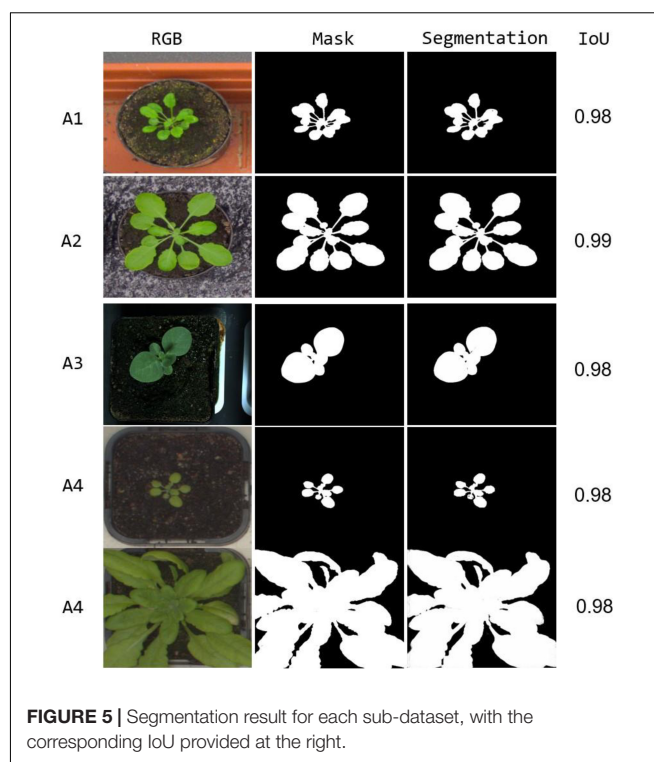 RGB Mask Segmentation IoU
A1 0.98
A2 0.99
A3 0.98
A4 0.98
A4 0.98
FIGURE 5 | Segmentation result for each sub-dataset, with the
corresponding IoU provided at the right.